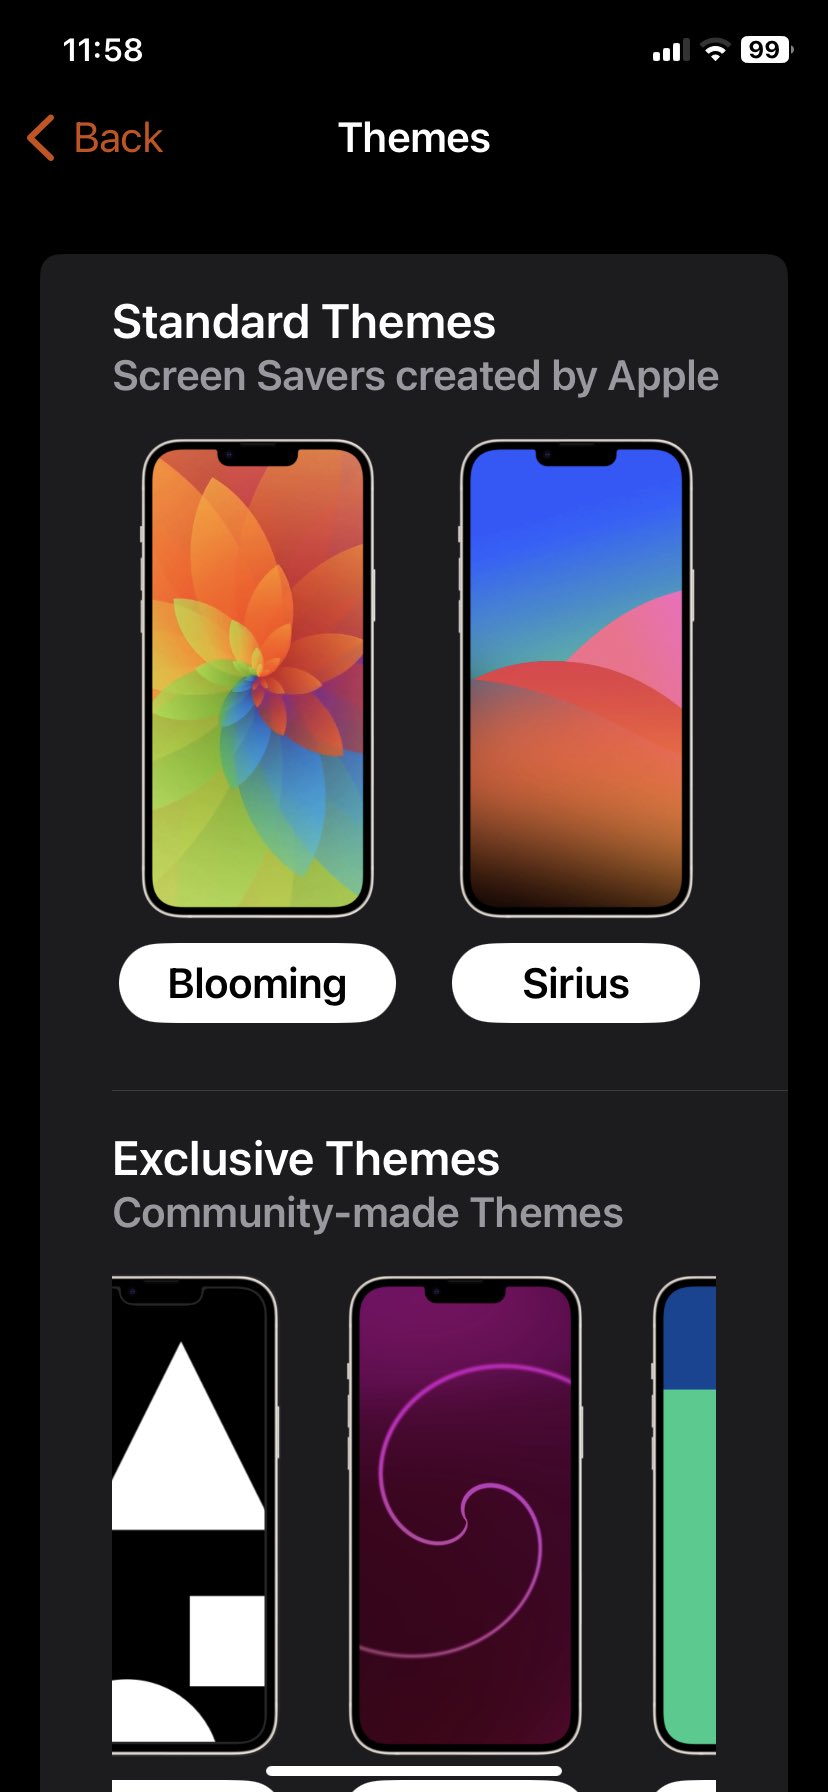 11:58
99
Back
Themes
Standard Themes
Screen Savers created by Apple
Blooming
Sirius
Exclusive Themes
Community-made Themes